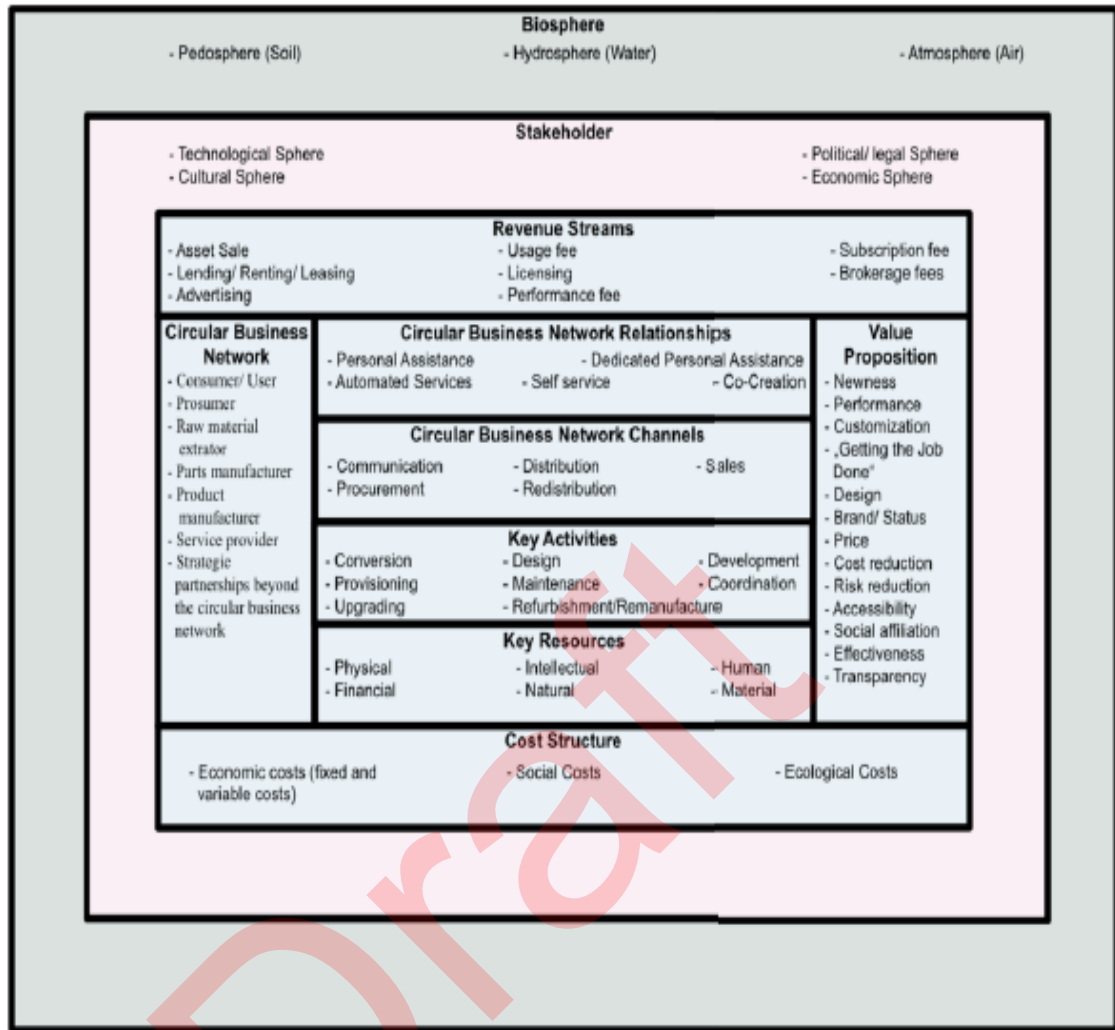 Biosphere
- Pedosphere (Soil) - Hydrosphere (Water) - Atmosphere (Air)
Stakeholder
- Technological Sphere - Political/ legal Sphere
- Cultural Sphere - Economic Sphere
Revenue Streams
- Asset Sale - Usage fee - Subscription fee
- Lending/ Renting/ Leasing - Licensing - Brokerage fees
- Advertising - Performance fee
Circular Business
Network
- Consumer/ User
- Prosumer
- Raw material
extrator
- Parts manufacturer
- Product
manufacturer
- Service provider
- Strategie
partnerships beyond
the circular business
network
Circular Business Network Relationships
- Personal Assistance - Dedicated Personal Assistance
- Automated Services - Self service - Co-Creation
Circular Business Network Channels
- Communication - Distribution - Sales
- Procurement - Redistribution
Key Activities
- Conversion - Design - Development
- Provisioning - Maintenance - Coordination
- Upgrading - Refurbishment/Remanufacture
Key Resources
- Physical - Intellectual - Human
- Financial - Natural - Material
Value
Proposition
- Newness
- Performance
- Customization
- „Getting the Job
Done“
- Design
- Brand/ Status
- Price
- Cost reduction
- Risk reduction
- Accessibility
- Social affiliation
- Effectiveness
- Transparency
Cost Structure
- Economic costs (fixed and - Social Costs - Ecological Costs
variable costs)
Draft